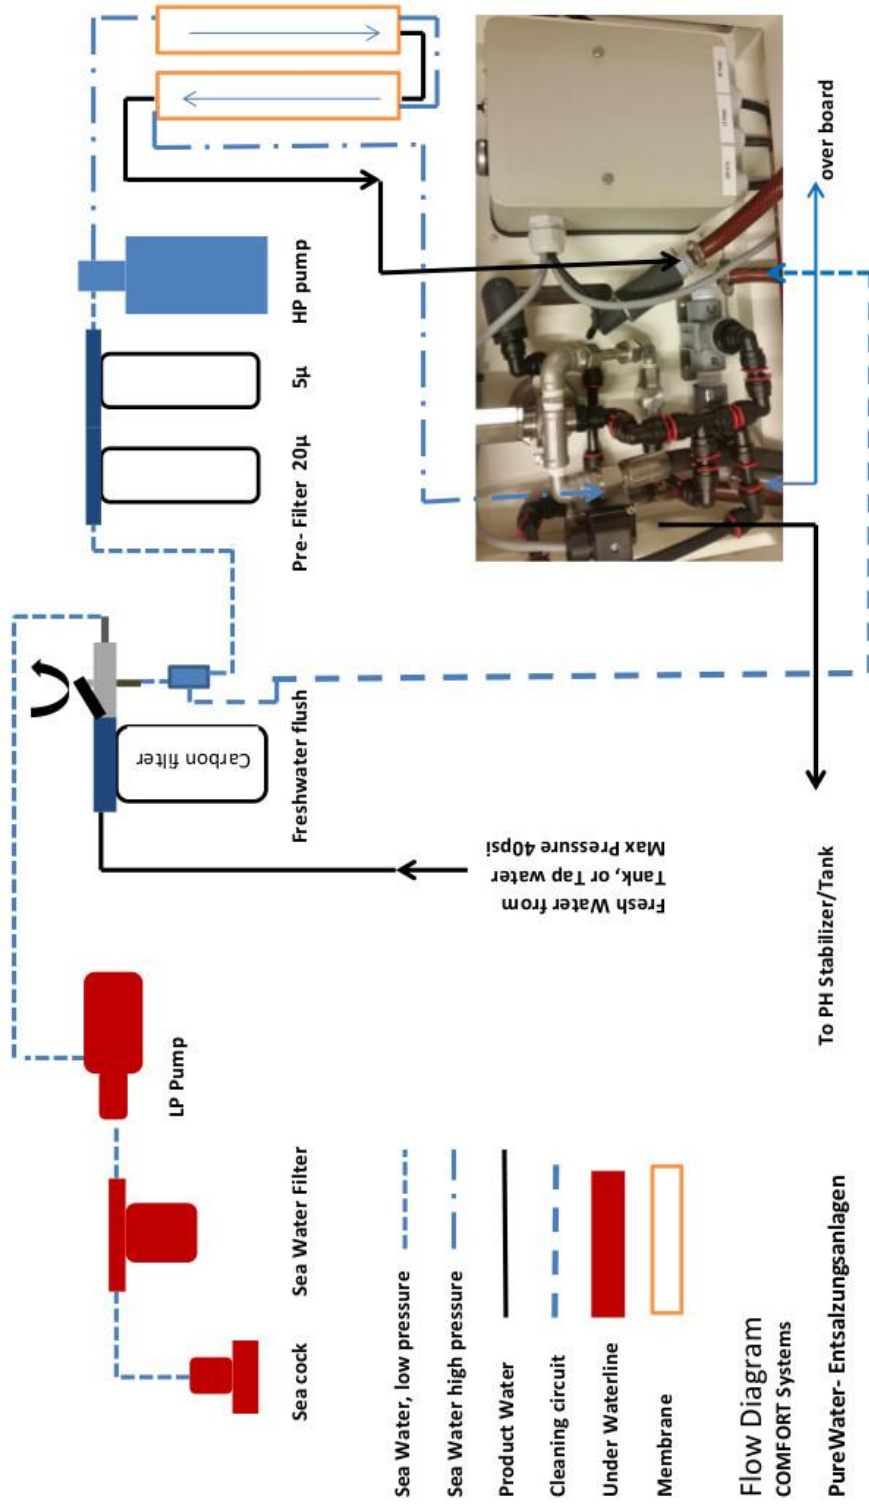 Sea cock
Sea Water Filter
LP Pump
Freshwater flush
Carbon filter
Pre- Filter 20µ
5µ
HP pump
Fresh Water from
Tank, or Tap water
Max Pressure 40psi
over board
To PH Stabilizer/Tank
Sea Water, low pressure
Sea Water high pressure
Product Water
Cleaning circuit
Under Waterline
Membrane
Flow Diagram
COMFORT Systems
PureWater- Entsalzungsanlagen